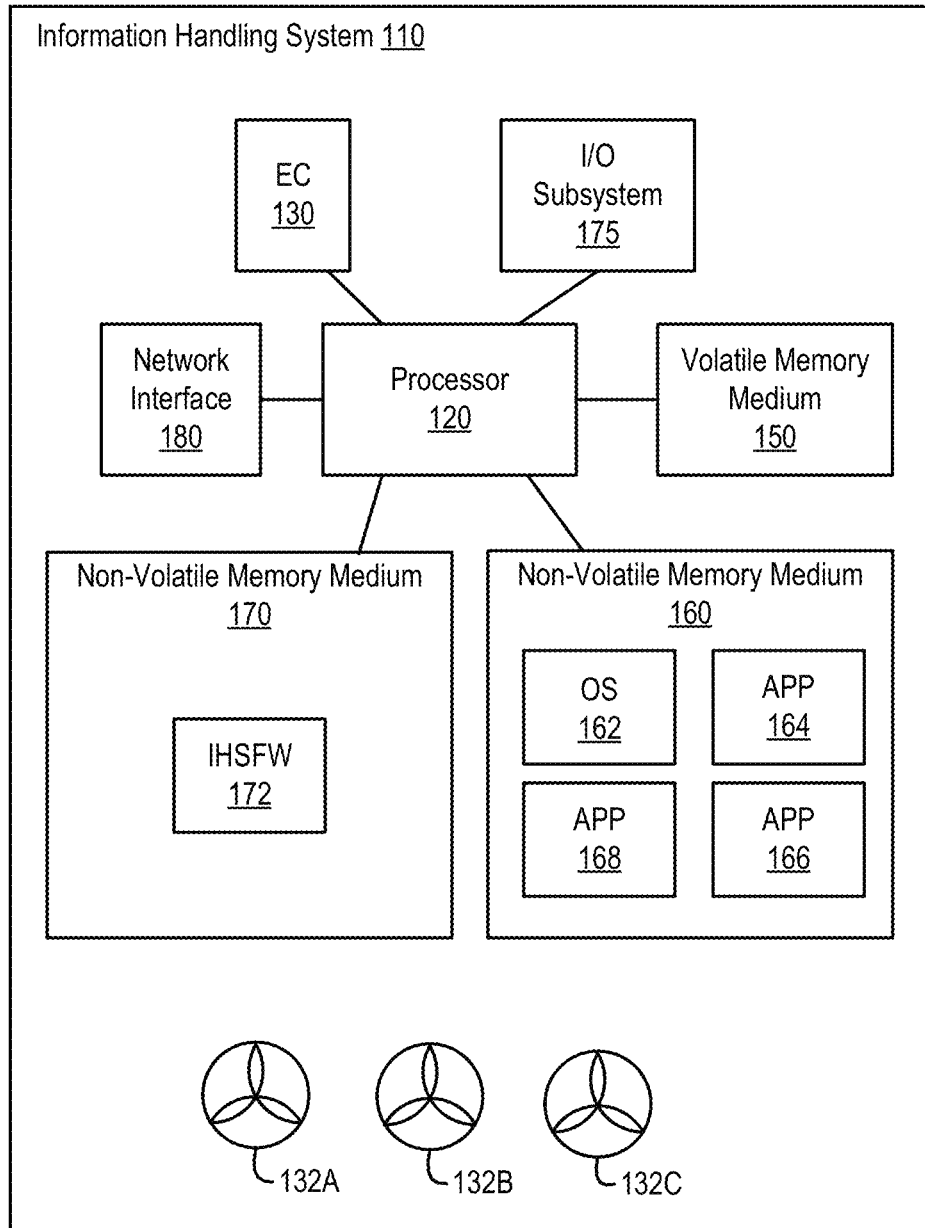 Information Handling System 110
EC
130
I/O
Subsystem
175
Network
Interface
180
Processor
120
Volatile Memory
Medium
150
Non-Volatile Memory Medium
170
IHSFW
172
Non-Volatile Memory Medium
160
OS
162
APP
164
APP
168
APP
166
132A
132B
132C